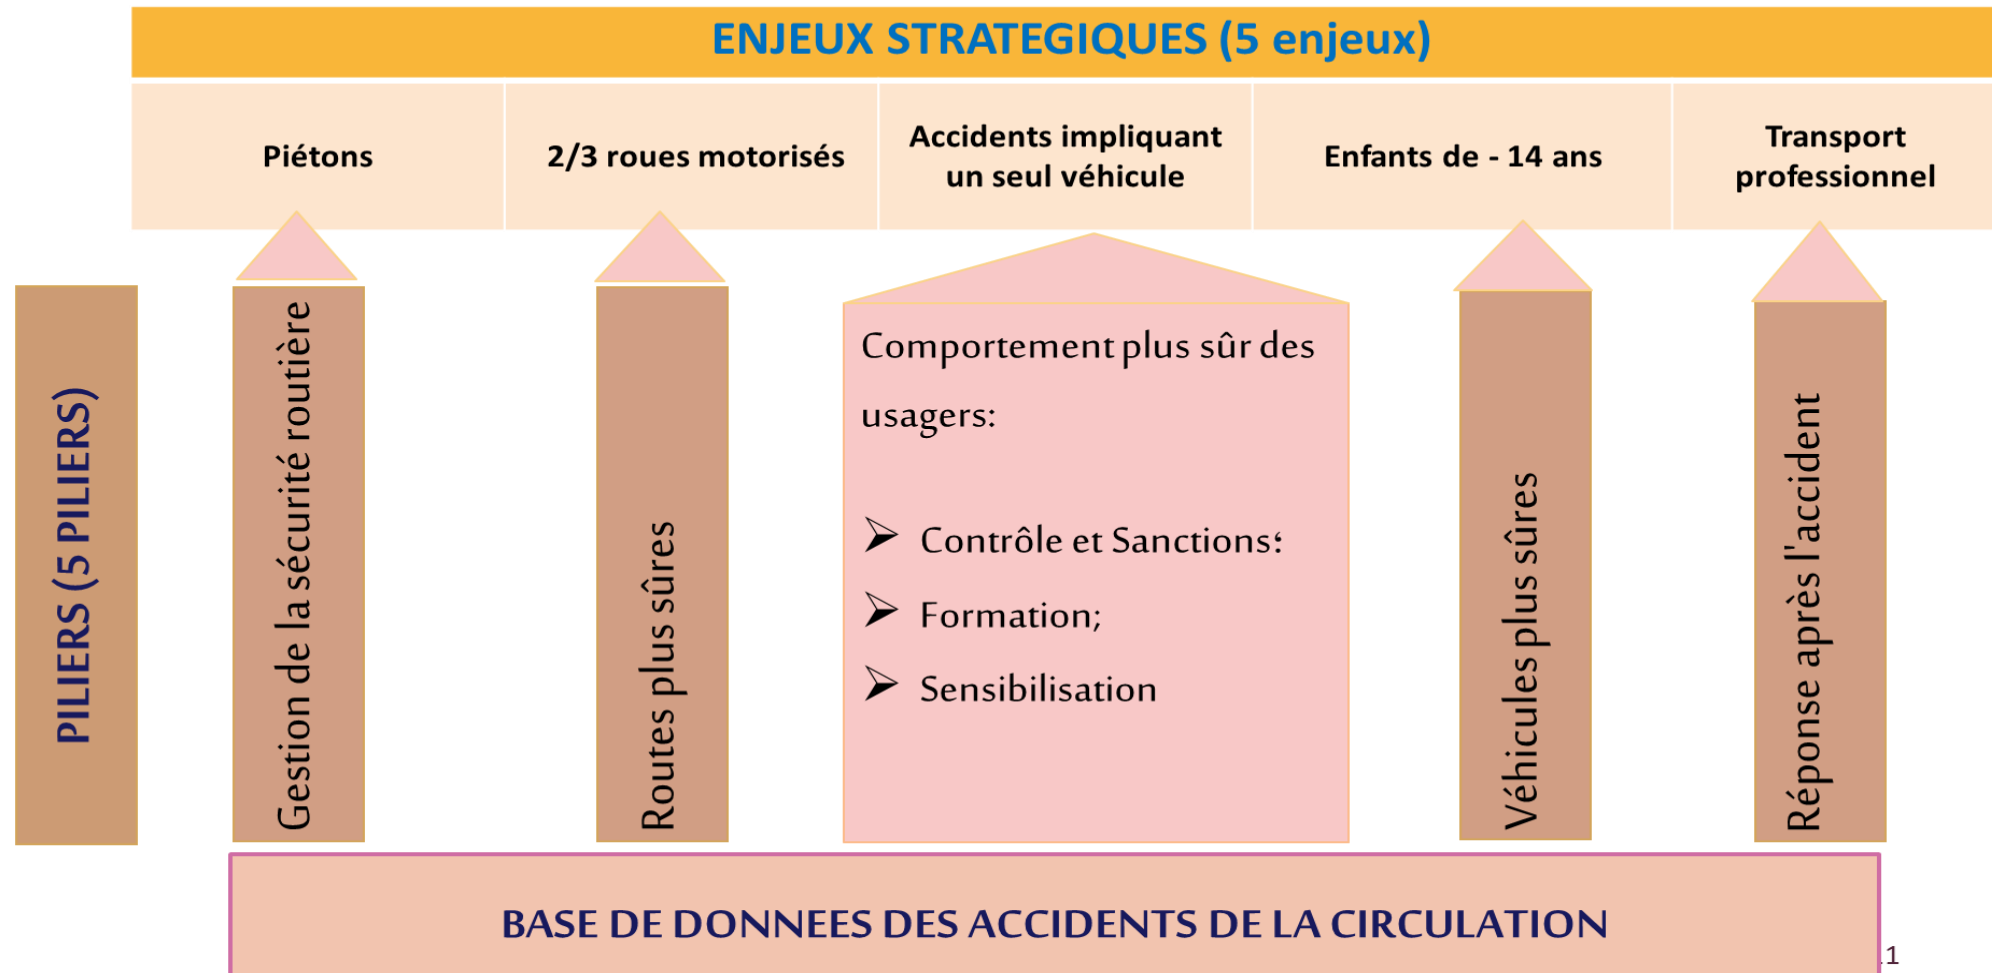 ENJEUX STRATEGIQUES (5 enjeux)
Piétons
2/3 roues motorisés
Accidents impliquant
un seul véhicule
Enfants de - 14 ans
Transport
professionnel
PILIERS (5 PILIERS)
Gestion de la sécurité routière
Routes plus sûres
Comportement plus sûr des
usagers:
➢ Contrôle et Sanctions؛
➢ Formation;
➢ Sensibilisation
Véhicules plus sûres
Réponse après l'accident
BASE DE DONNEES DES ACCIDENTS DE LA CIRCULATION